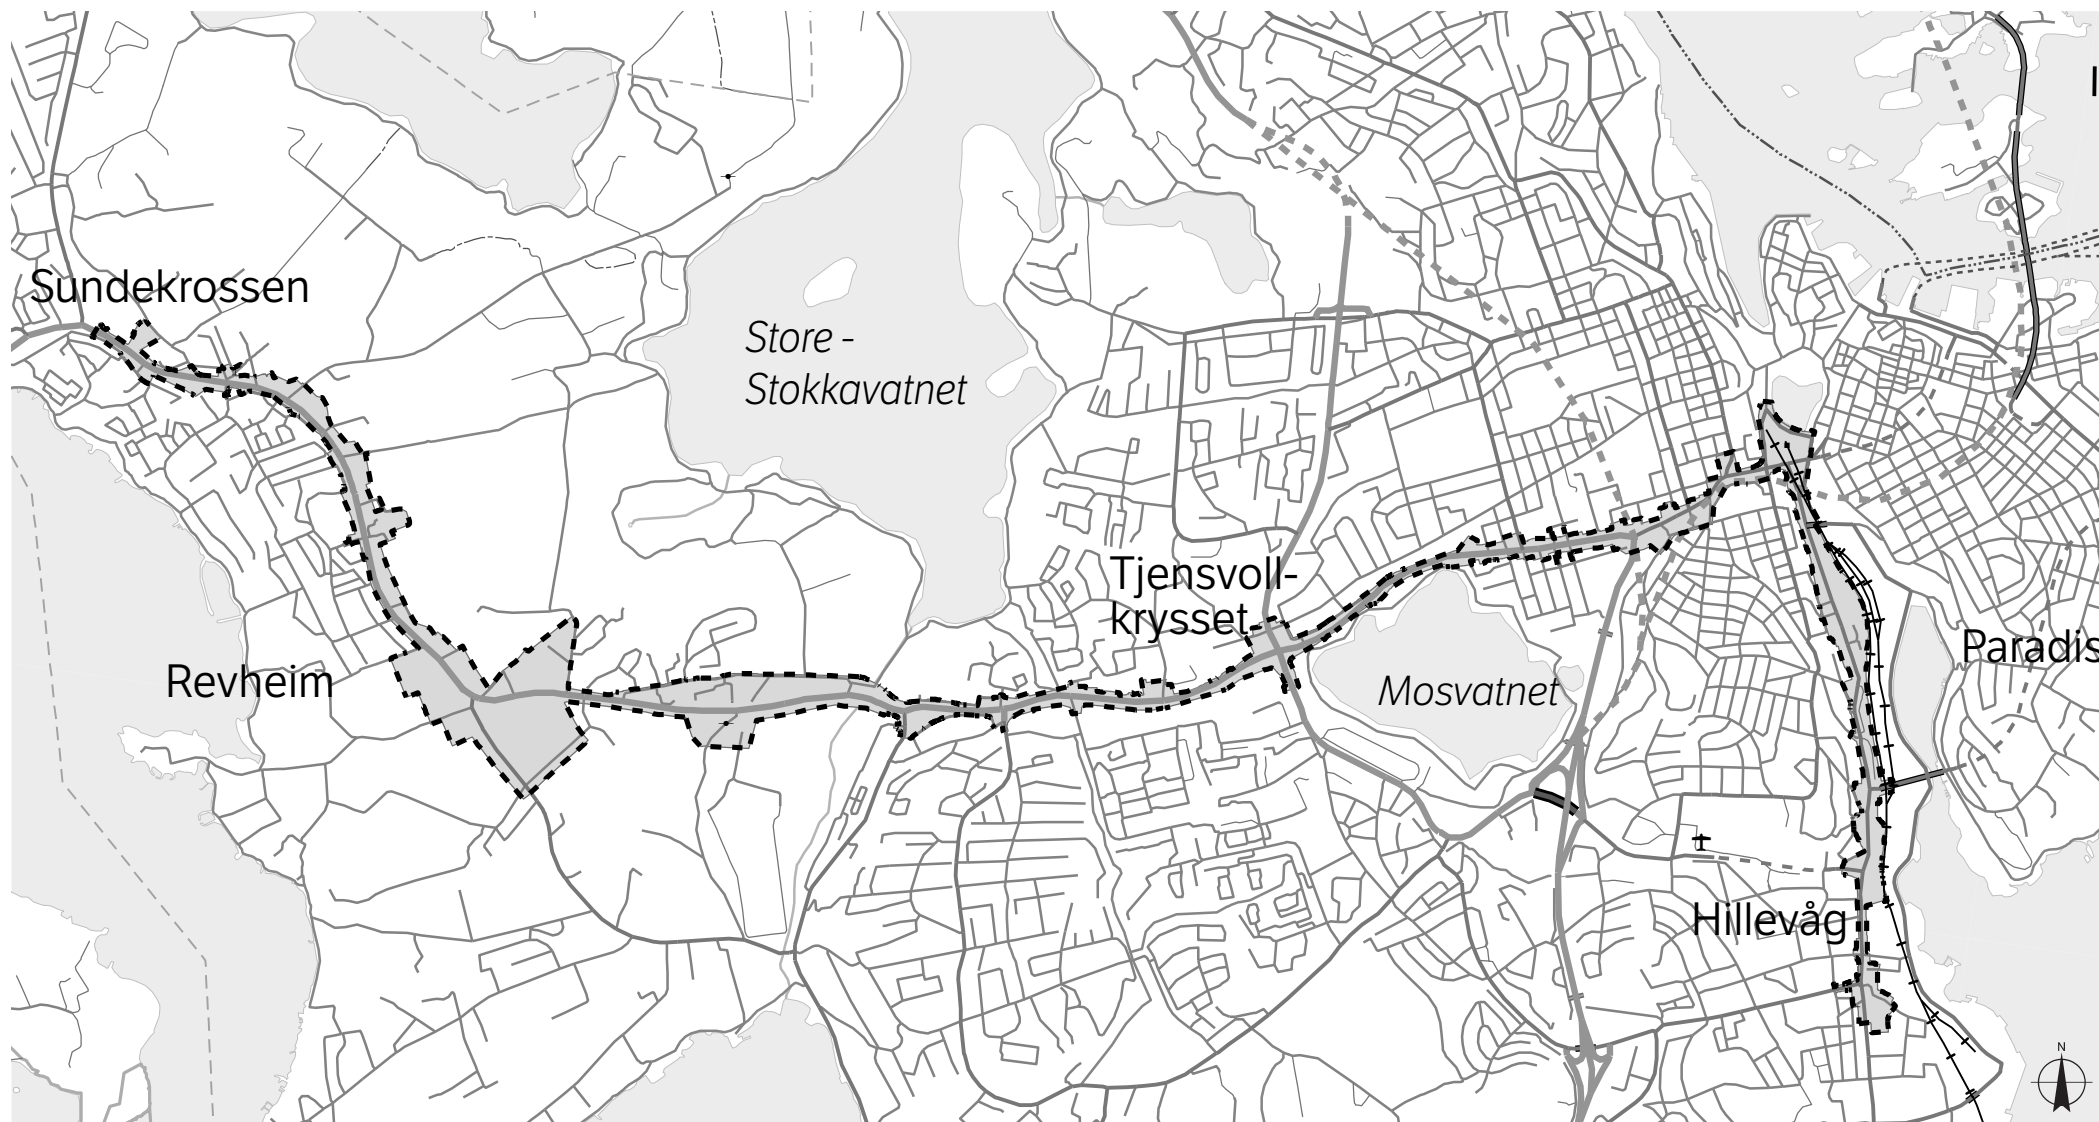 Sundekrossen
Store -
Stokkavatnet
Tjensvoll-
krysset
Revheim
Mosvatnet
Paradis
Hillevåg
N